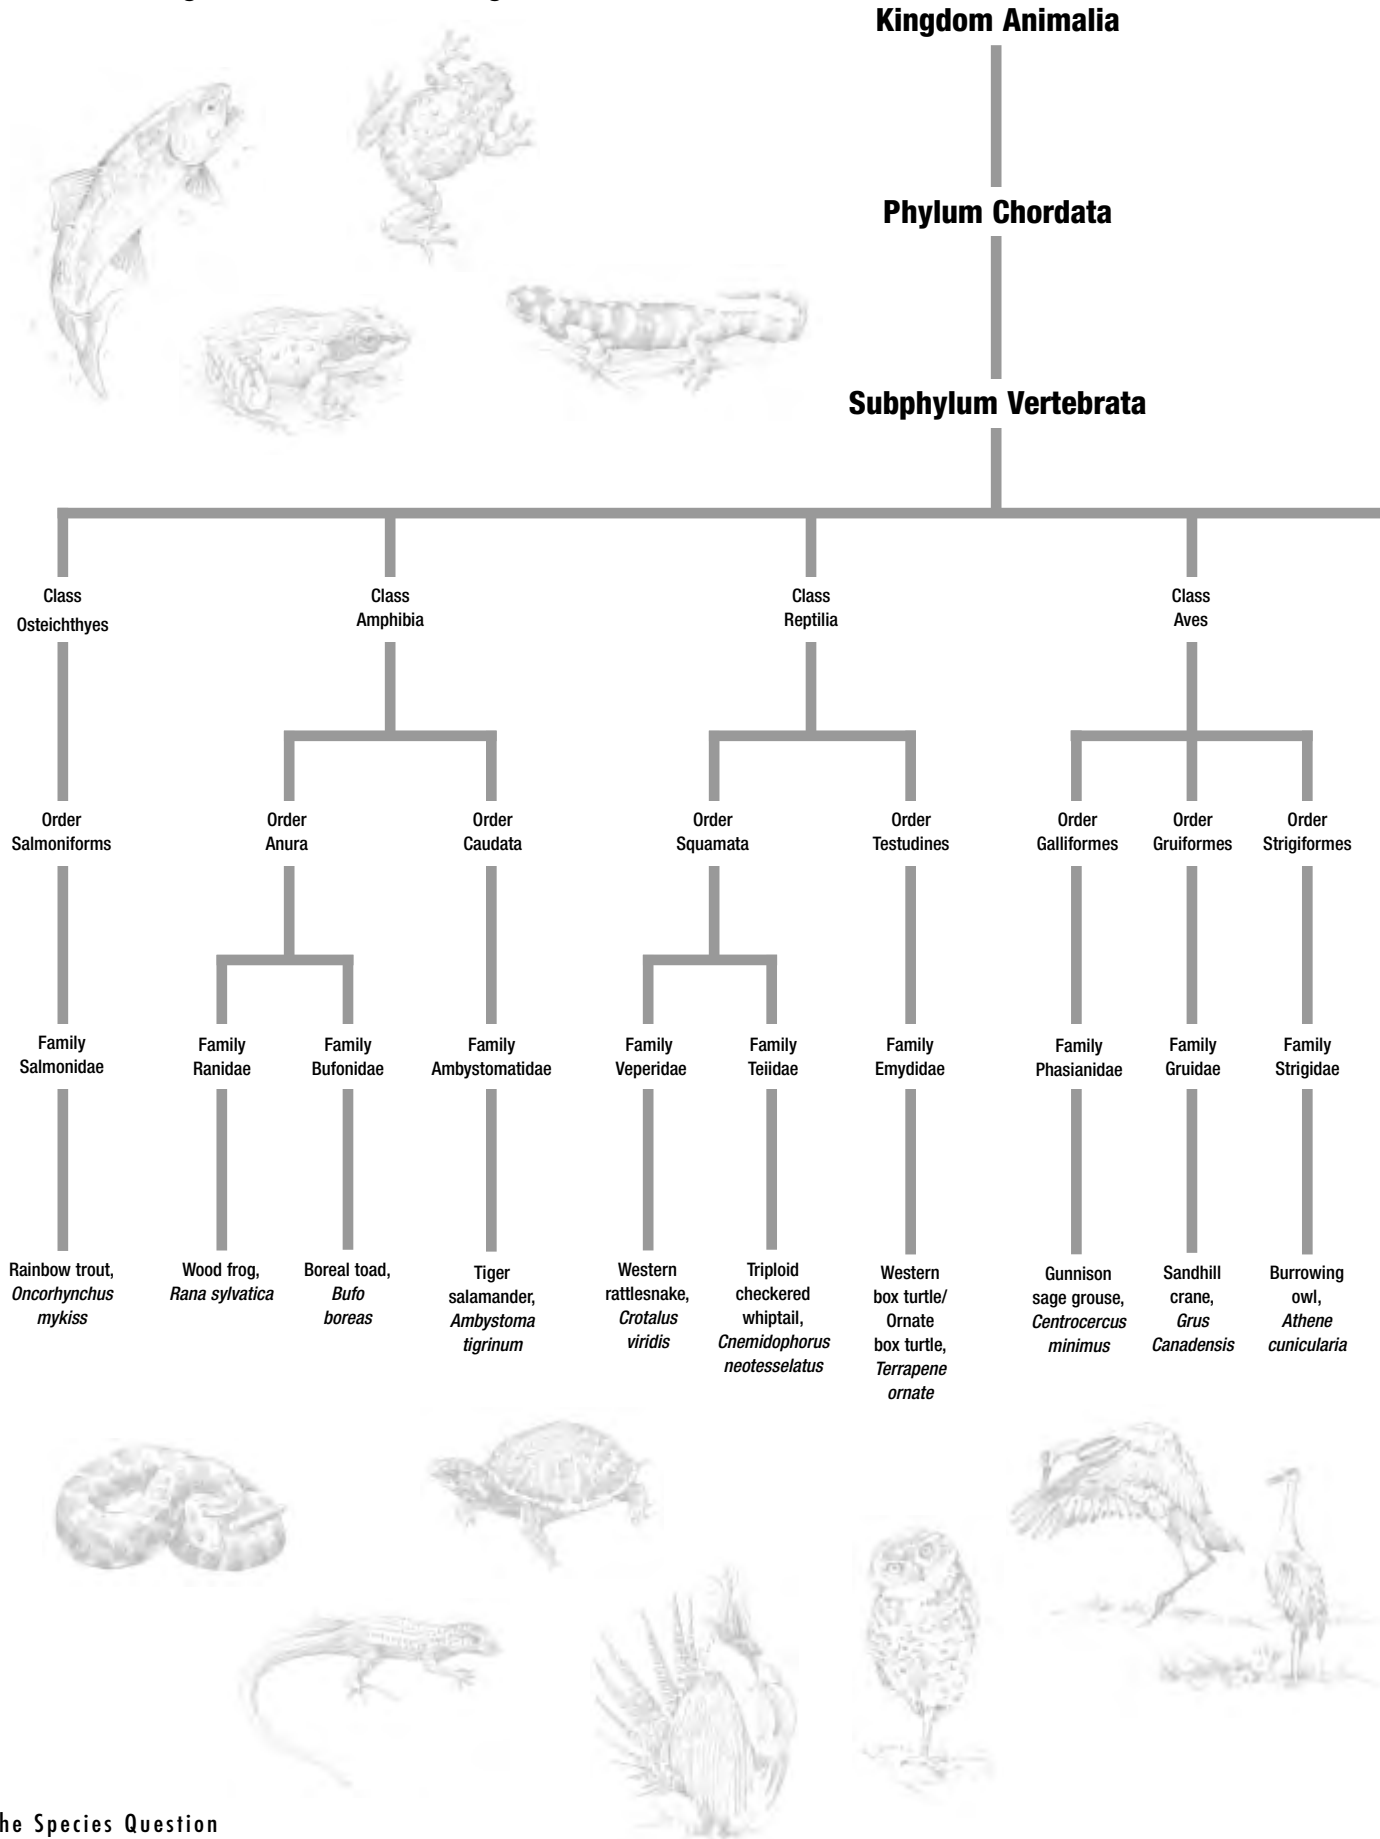 Kingdom Animalia
Phylum Chordata
Subphylum Vertebrata
Class
Osteichthyes
Class
Amphibia
Class
Reptilia
Class
Aves
Order
Salmoniforms
Order
Anura
Order
Caudata
Order
Squamata
Order
Testudines
Order
Galliformes
Order
Gruiformes
Order
Strigiformes
Family
Salmonidae
Family
Ranidae
Family
Bufonidae
Family
Ambystomatidae
Family
Veperidae
Family
Teiidae
Family
Emydidae
Family
Phasianidae
Family
Gruidae
Family
Strigidae
Rainbow trout,
Oncorhynchus
mykiss
Wood frog,
Rana sylvatica
Boreal toad,
Bufo
boreas
Tiger
salamander,
Ambystoma
tigrinum
Western
rattlesnake,
Crotalus
viridis
Triploid
checkered
whiptail,
Cnemidophorus
neotesselatus
Western
box turtle/
Ornate
box turtle,
Terrapene
ornate
Gunnison
sage grouse,
Centrocercus
minimus
Sandhill
crane,
Grus
Canadensis
Burrowing
owl,
Athene
cunicularia
he Species Question